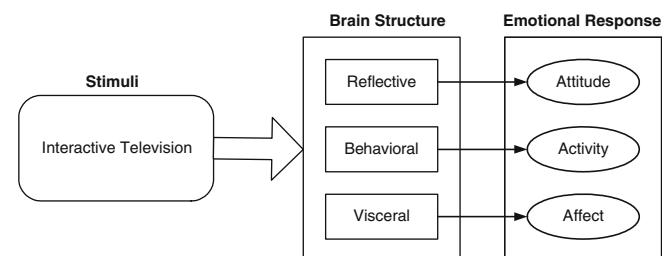 Brain Structure
Emotional Response
Stimuli
Interactive Television
Reflective
Attitude
Behavioral
Activity
Visceral
Affect